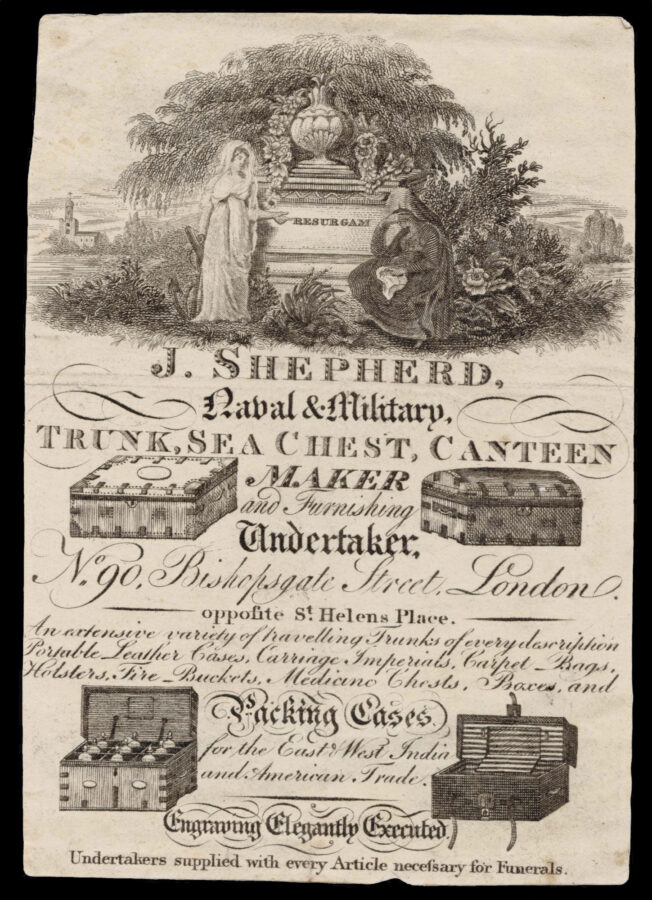 RESURGAM
J. SHEPHERD,
Naval & Military,
TRUNK, SEA CHEST, CANTEEN
MAKER
and Furnishing
Undertaker,
No. 90, Bishopsgate Street, London.
oppoſite St. Helens Place.
An extensive variety of travelling Trunks of every description
Portable Leather Cases, Carriage Imperials, Carpet-Bags,
Holsters, Fire-Buckets, Medicine Chests, Boxes, and
Packing Cases
for the East & West India
and American Trade.
Engraving Elegantly Executed,
Undertakers supplied with every Article neceſsary for Funerals.